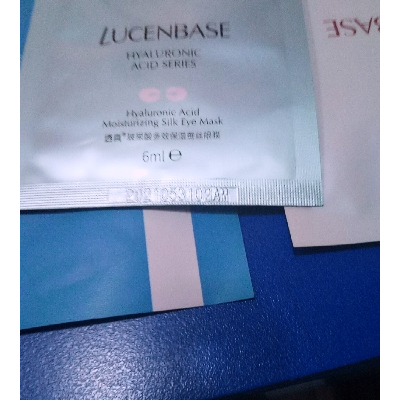 LUCENBASE
HYALURONIC
ACID SERIES
Hyaluronic Acid
Moisturizing Silk Eye Mask
透真®玻尿酸多效保湿蚕丝眼膜
6ml e
BASE